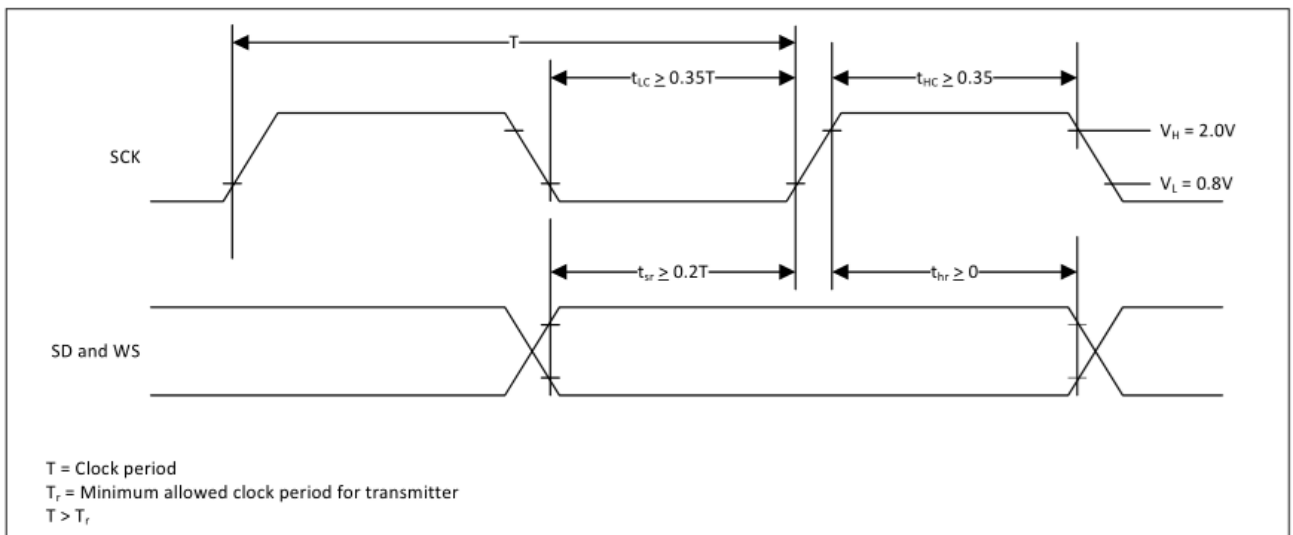 T
t_LC ≥ 0.35T
t_HC ≥ 0.35
SCK
V_H = 2.0V
V_L = 0.8V
t_sr ≥ 0.2T
t_hr ≥ 0
SD and WS
T = Clock period
T_r = Minimum allowed clock period for transmitter
T > T_r